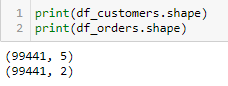 1 print(df_customers.shape)
2 print(df_orders.shape)
(99441, 5)
(99441, 2)